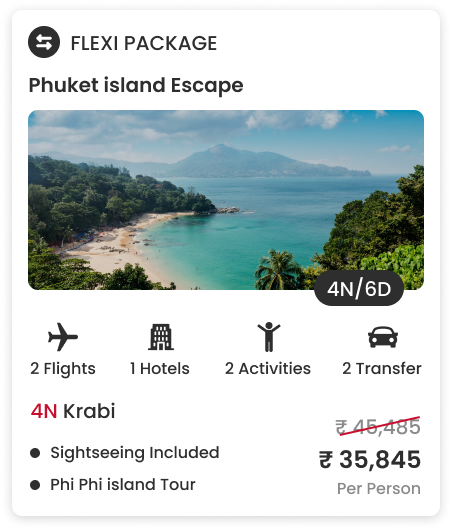 FLEXI PACKAGE
Phuket island Escape
4N/6D
2 Flights
1 Hotels
2 Activities
2 Transfer
4N Krabi
₹ 45,485
Sightseeing Included
₹ 35,845
Phi Phi island Tour
Per Person